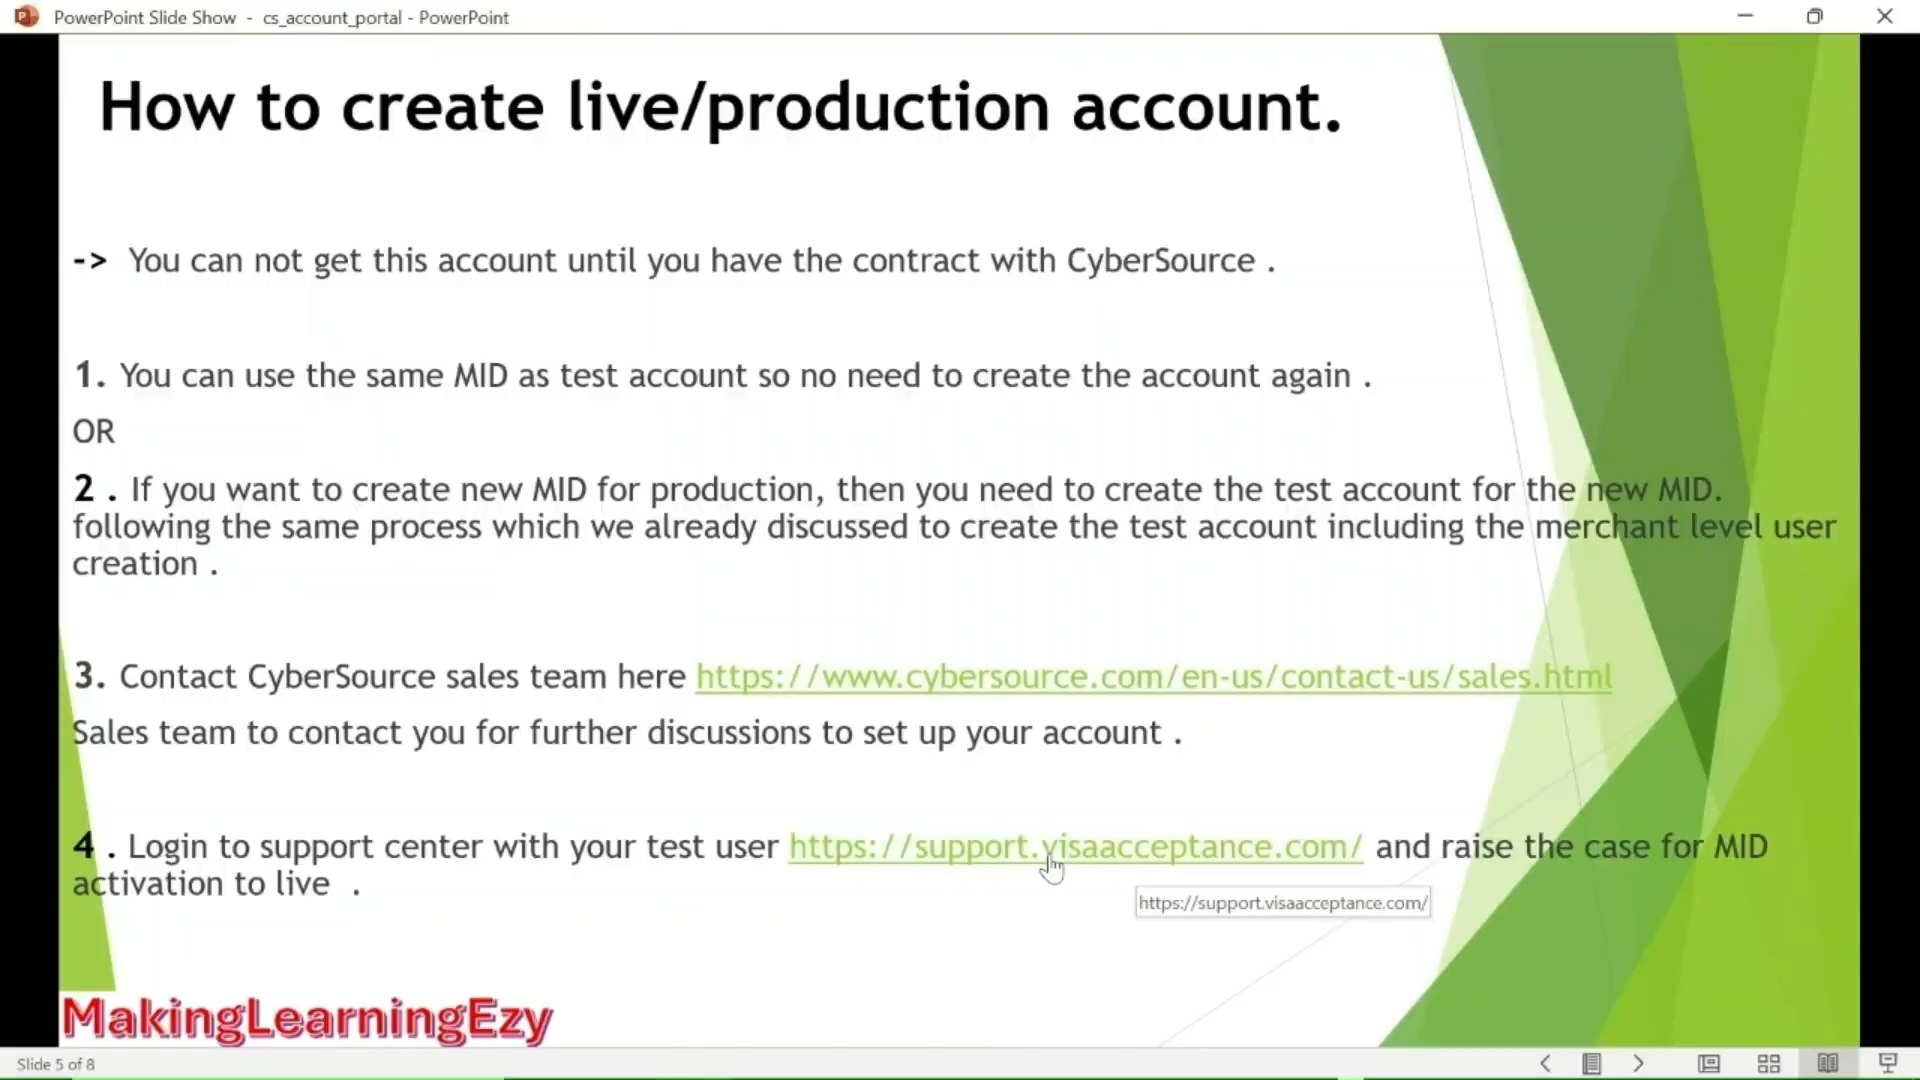 PowerPoint Slide Show - cs_account_portal - PowerPoint
How to create live/production account.
-> You can not get this account until you have the contract with CyberSource .
1. You can use the same MID as test account so no need to create the account again .
OR
2 . If you want to create new MID for production, then you need to create the test account for the new MID.
following the same process which we already discussed to create the test account including the merchant level user
creation .
3. Contact CyberSource sales team here https://www.cybersource.com/en-us/contact-us/sales.html
Sales team to contact you for further discussions to set up your account .
4 . Login to support center with your test user https://support.visaacceptance.com/ and raise the case for MID
activation to live .
https://support.visaacceptance.com/
MakingLearningEzy
Slide 5 of 8